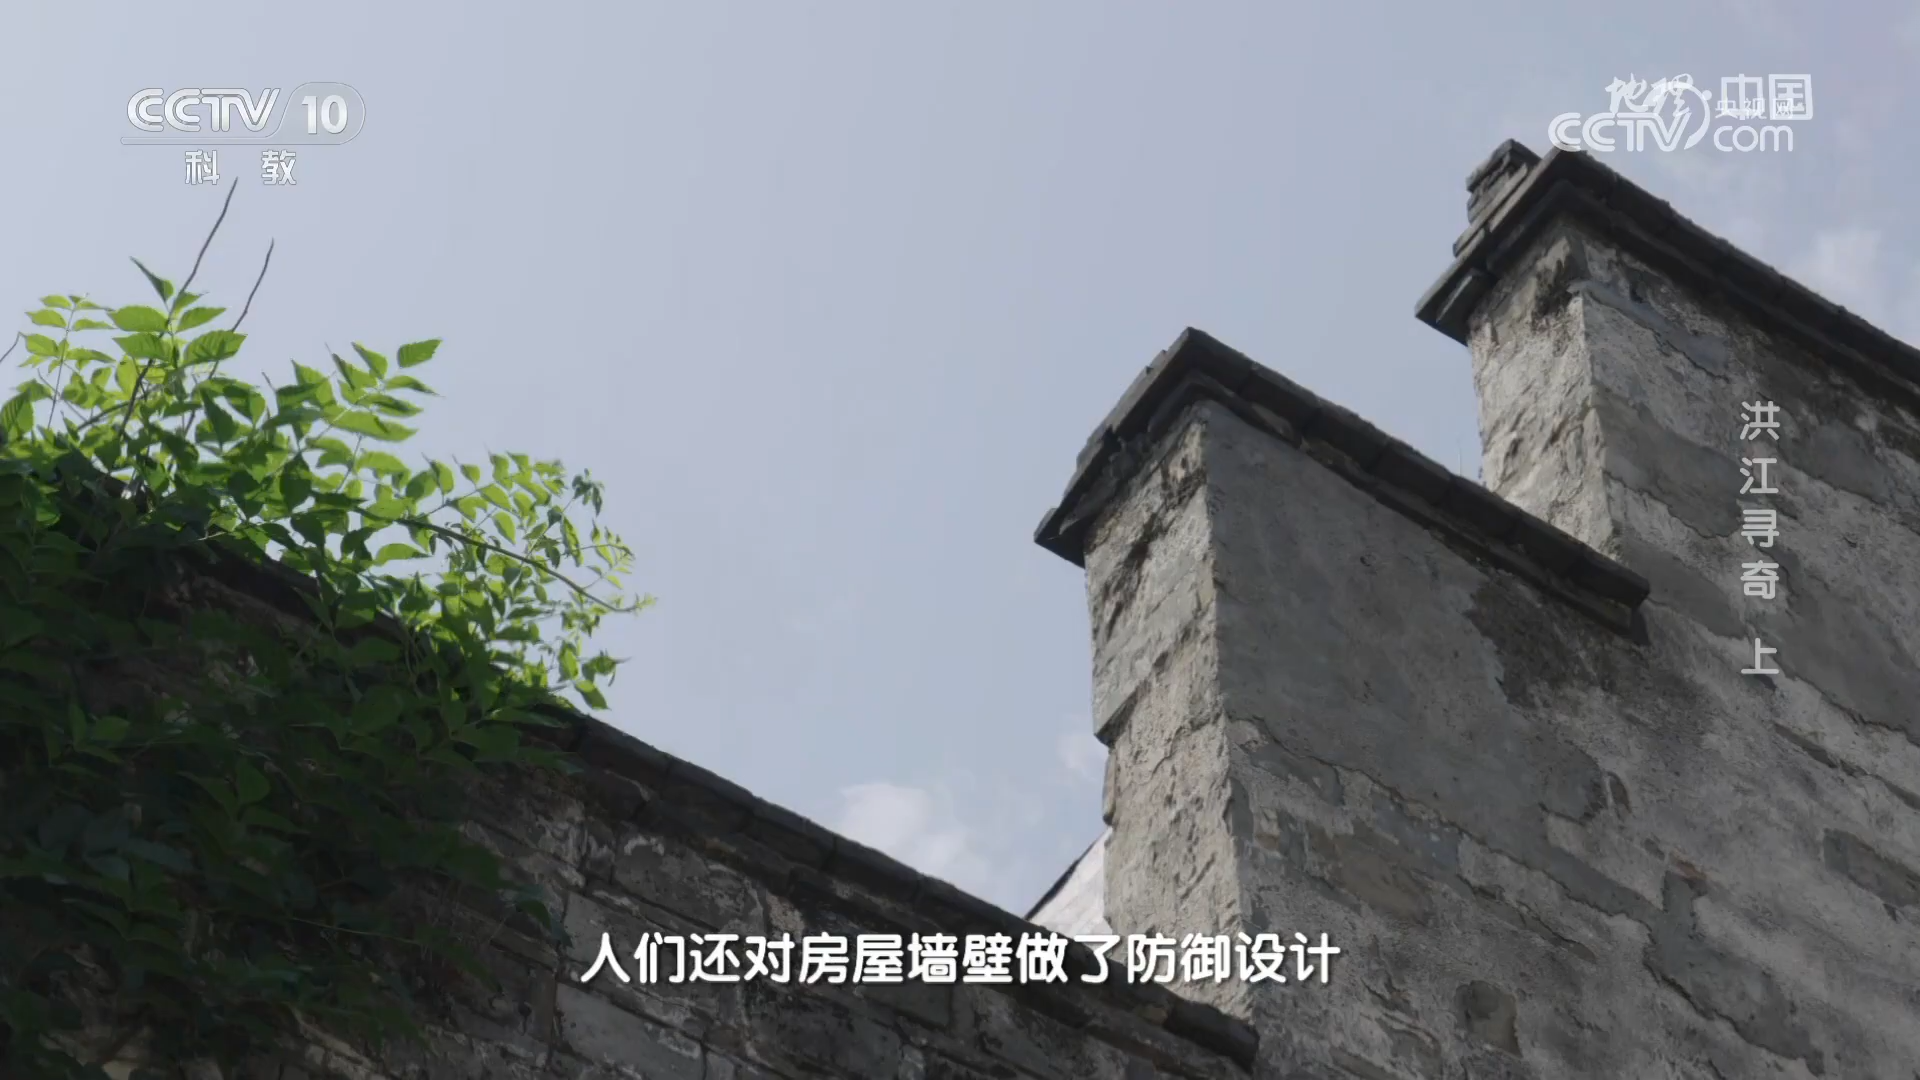 CCTV 10
科教
地理·中国
央视网
CCTV.com
洪江寻奇 上
人们还对房屋墙壁做了防御设计